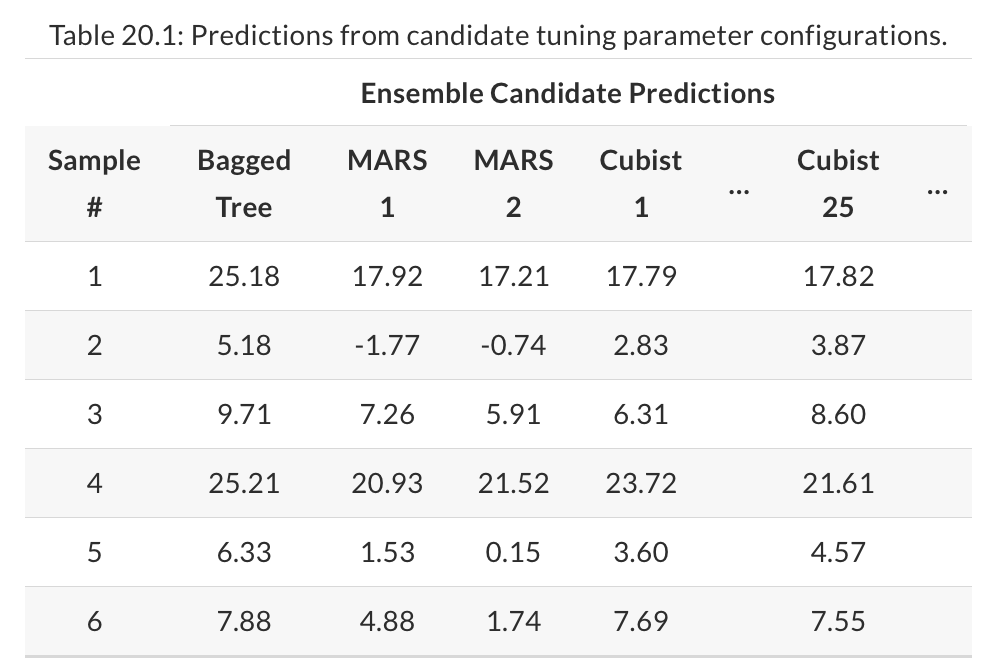 Table 20.1: Predictions from candidate tuning parameter configurations.
Ensemble Candidate Predictions
Sample # Bagged Tree MARS 1 MARS 2 Cubist 1 ... Cubist 25 ...
1 25.18 17.92 17.21 17.79 17.82
2 5.18 -1.77 -0.74 2.83 3.87
3 9.71 7.26 5.91 6.31 8.60
4 25.21 20.93 21.52 23.72 21.61
5 6.33 1.53 0.15 3.60 4.57
6 7.88 4.88 1.74 7.69 7.55